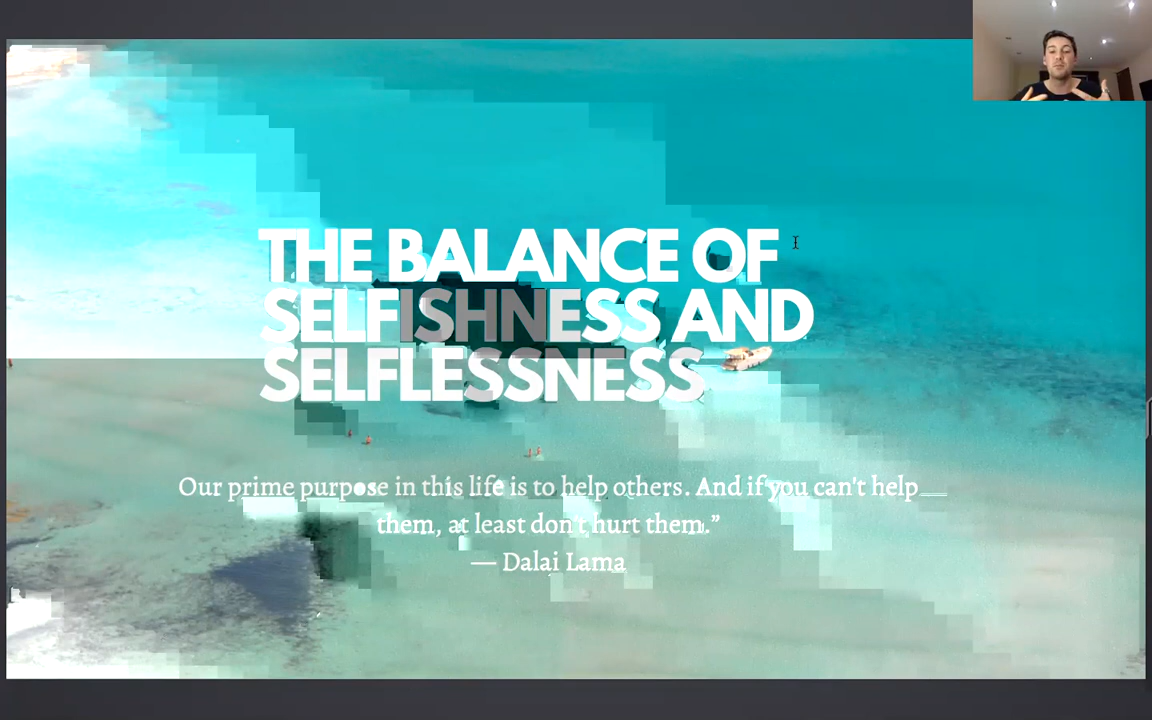 THE BALANCE OF
SELFISHNESS AND
SELFLESSNESS
Our prime purpose in this life is to help others. And if you can't help
them, at least don't hurt them.”
— Dalai Lama